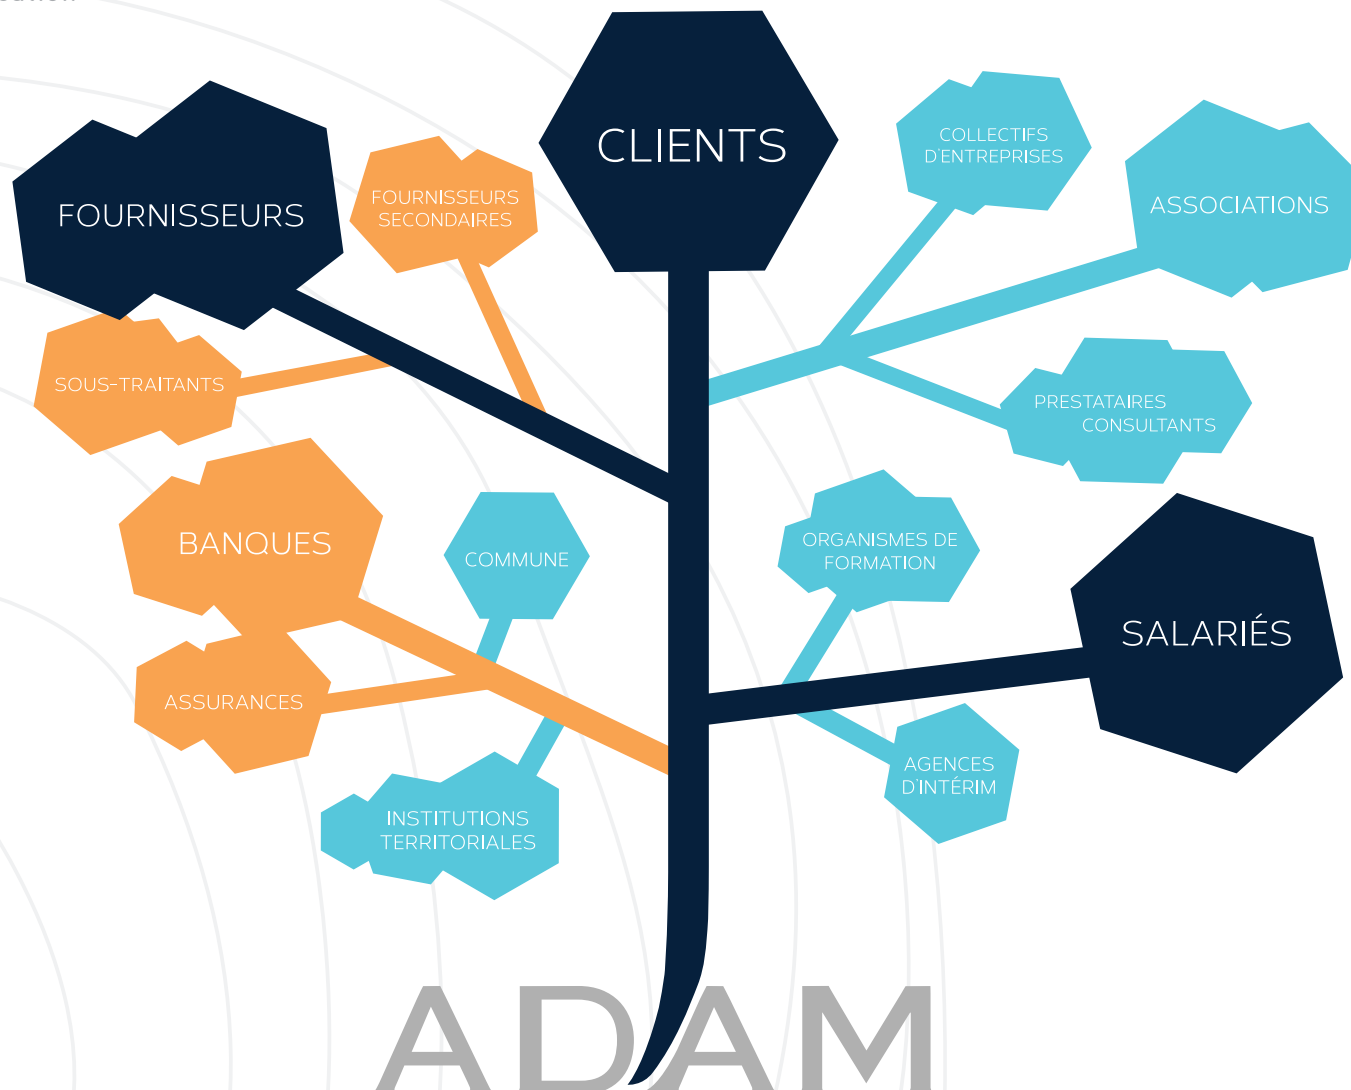 CLIENTS
COLLECTIFS
D'ENTREPRISES
ASSOCIATIONS
FOURNISSEURS
FOURNISSEURS
SECONDAIRES
SOUS-TRAITANTS
PRESTATAIRES
CONSULTANTS
BANQUES
COMMUNE
ORGANISMES DE
FORMATION
SALARIÉS
ASSURANCES
AGENCES
D'INTÉRIM
INSTITUTIONS
TERRITORIALES
ADAM